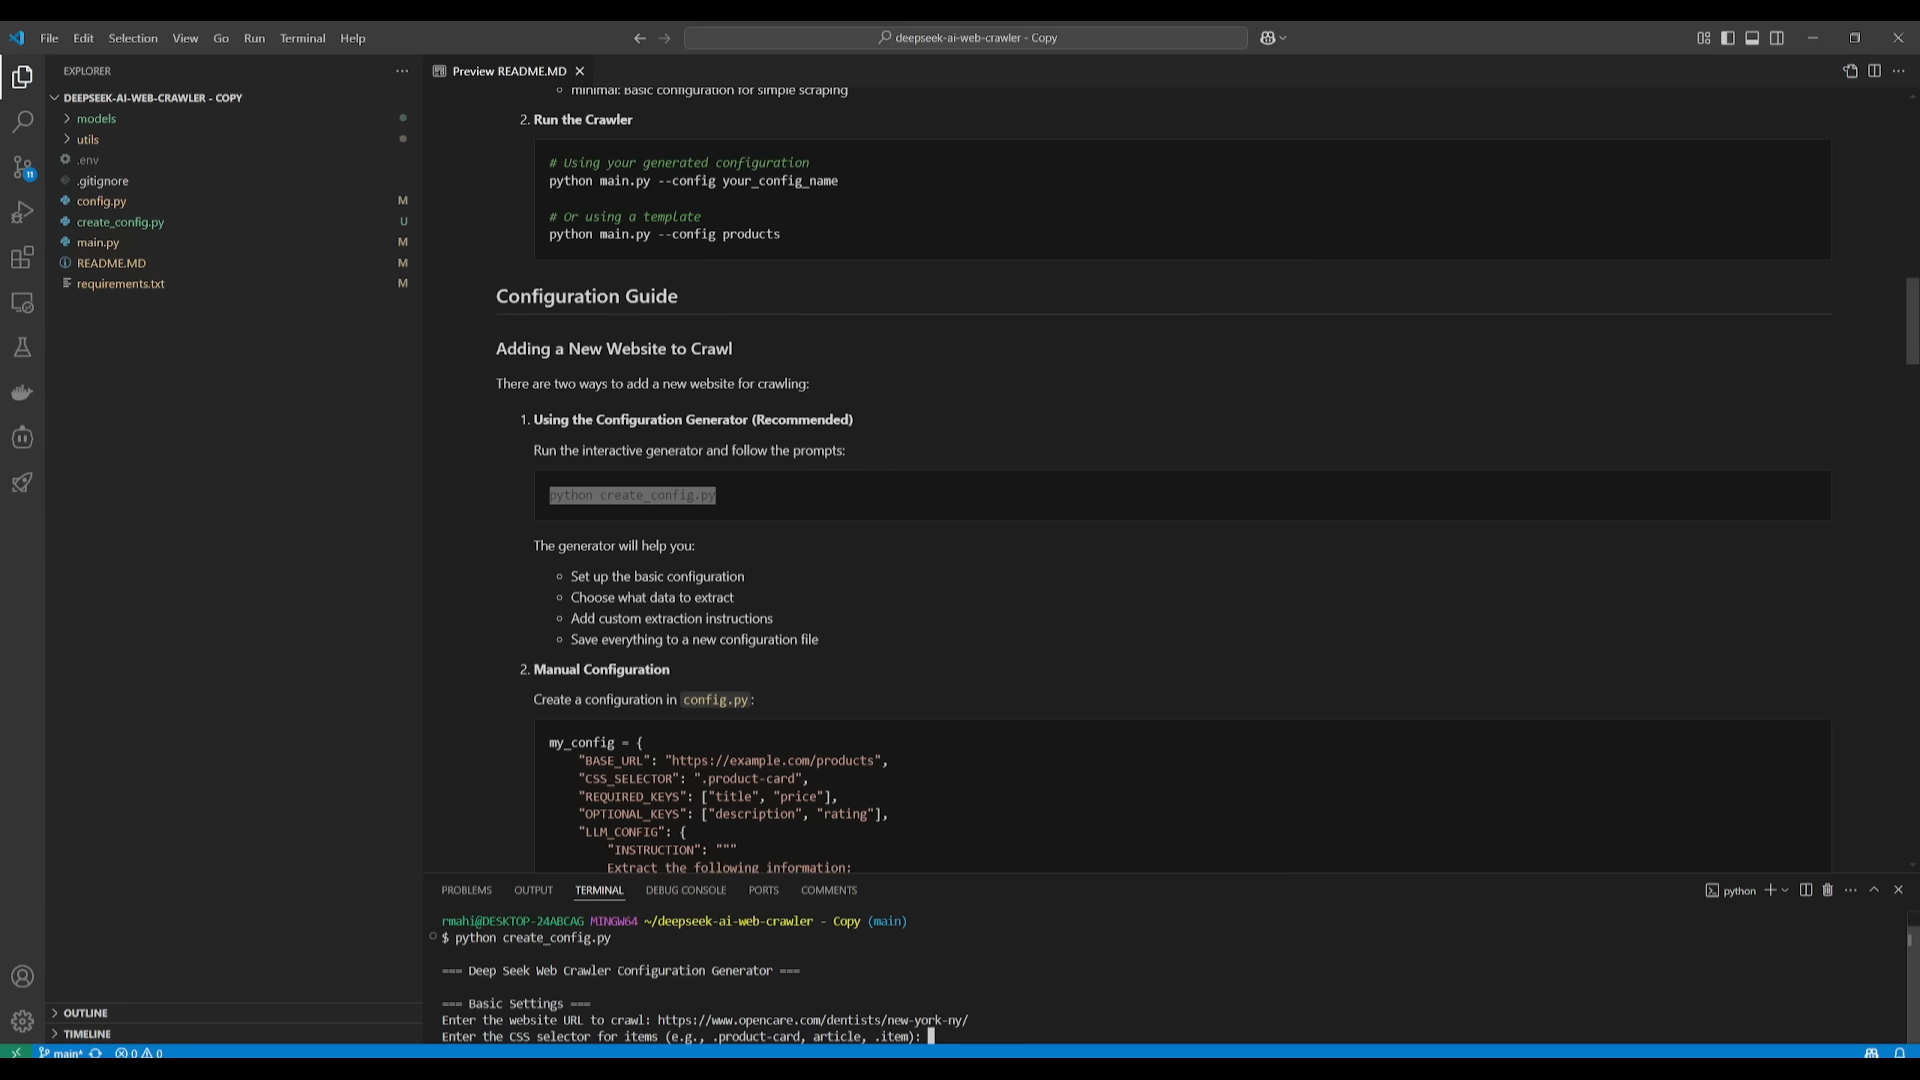 File Edit Selection View Go Run Terminal Help
deepseek-ai-web-crawler - Copy
EXPLORER
DEEPSEEK-AI-WEB-CRAWLER - COPY
models
utils
.env
.gitignore
config.py M
create_config.py U
main.py M
README.MD M
requirements.txt M
11
OUTLINE
TIMELINE
Preview README.MD
minimal: Basic configuration for simple scraping
2. Run the Crawler
# Using your generated configuration
python main.py --config your_config_name
# Or using a template
python main.py --config products
Configuration Guide
Adding a New Website to Crawl
There are two ways to add a new website for crawling:
1. Using the Configuration Generator (Recommended)
Run the interactive generator and follow the prompts:
python create_config.py
The generator will help you:
Set up the basic configuration
Choose what data to extract
Add custom extraction instructions
Save everything to a new configuration file
2. Manual Configuration
Create a configuration in config.py:
my_config = {
"BASE_URL": "https://example.com/products",
"CSS_SELECTOR": ".product-card",
"REQUIRED_KEYS": ["title", "price"],
"OPTIONAL_KEYS": ["description", "rating"],
"LLM_CONFIG": {
"INSTRUCTION": """
Extract the following information:
PROBLEMS OUTPUT TERMINAL DEBUG CONSOLE PORTS COMMENTS
python
rmahi@DESKTOP-24ABCAG MINGW64 ~/deepseek-ai-web-crawler - Copy (main)
$ python create_config.py
=== Deep Seek Web Crawler Configuration Generator ===
=== Basic Settings ===
Enter the website URL to crawl: https://www.opencare.com/dentists/new-york-ny/
Enter the CSS selector for items (e.g., .product-card, article, .item):
main* 0 0